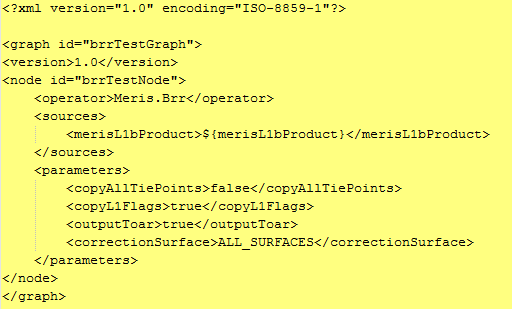 <?xml version="1.0" encoding="ISO-8859-1"?>
<graph id="brrTestGraph">
<version>1.0</version>
<node id="brrTestNode">
<operator>Meris.Brr</operator>
<sources>
<merisL1bProduct>${merisL1bProduct}</merisL1bProduct>
</sources>
<parameters>
<copyAllTiePoints>false</copyAllTiePoints>
<copyL1Flags>true</copyL1Flags>
<outputToar>true</outputToar>
<correctionSurface>ALL_SURFACES</correctionSurface>
</parameters>
</node>
</graph>